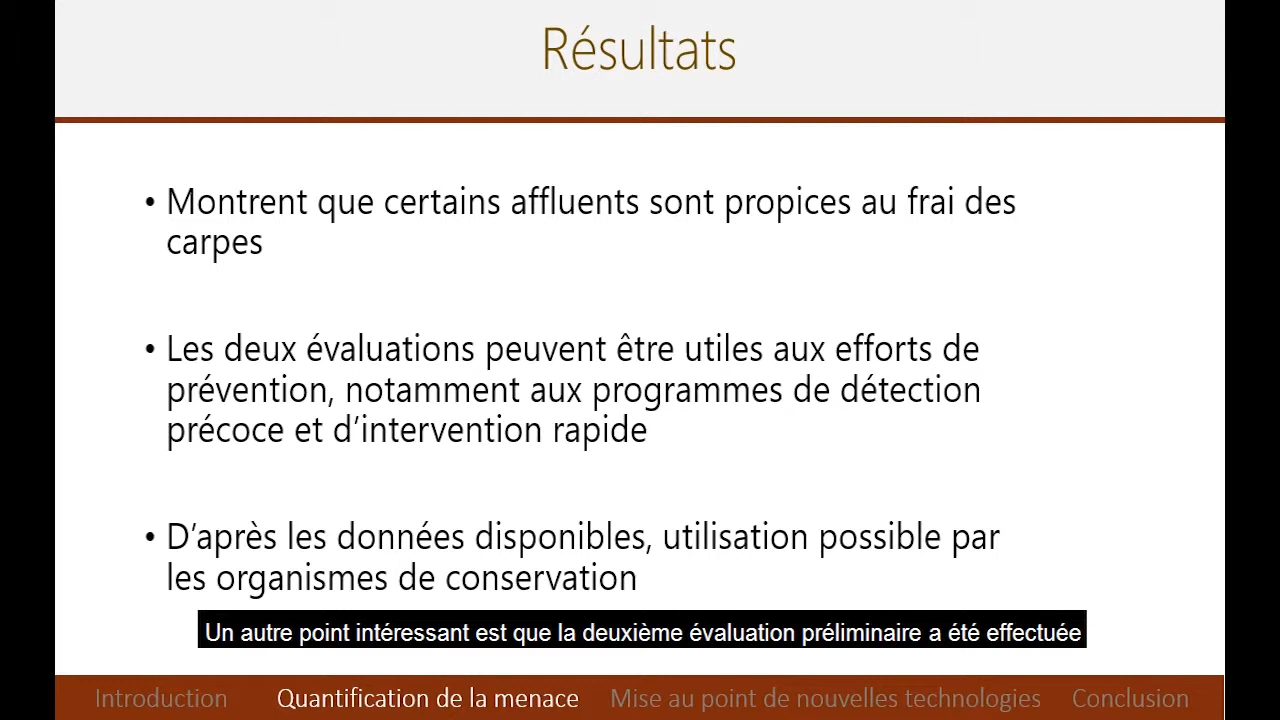 Résultats
• Montrent que certains affluents sont propices au frai des
carpes
• Les deux évaluations peuvent être utiles aux efforts de
prévention, notamment aux programmes de détection
précoce et d’intervention rapide
• D’après les données disponibles, utilisation possible par
les organismes de conservation
Un autre point intéressant est que la deuxième évaluation préliminaire a été effectuée
Introduction Quantification de la menace Mise au point de nouvelles technologies Conclusion